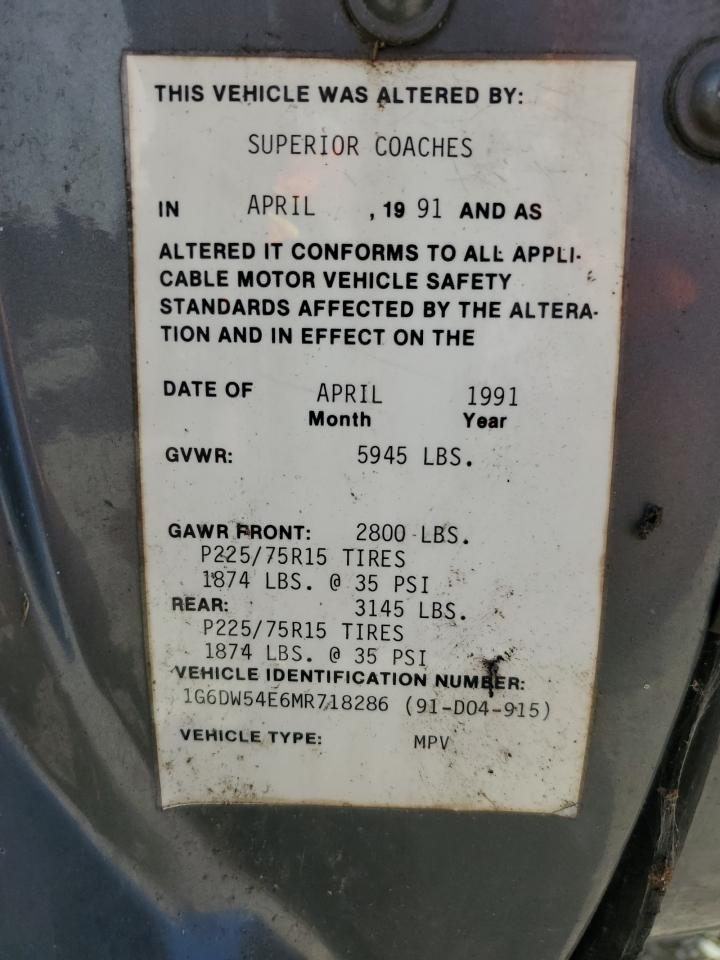 THIS VEHICLE WAS ALTERED BY:
SUPERIOR COACHES
IN APRIL , 19 91 AND AS
ALTERED IT CONFORMS TO ALL APPLI-
CABLE MOTOR VEHICLE SAFETY
STANDARDS AFFECTED BY THE ALTERA-
TION AND IN EFFECT ON THE
DATE OF APRIL 1991
Month Year
GVWR: 5945 LBS.
GAWR FRONT: 2800 LBS.
P225/75R15 TIRES
1874 LBS. @ 35 PSI
REAR: 3145 LBS.
P225/75R15 TIRES
1874 LBS. @ 35 PSI
VEHICLE IDENTIFICATION NUMBER:
1G6DW54E6MR718286 (91-D04-915)
VEHICLE TYPE: MPV